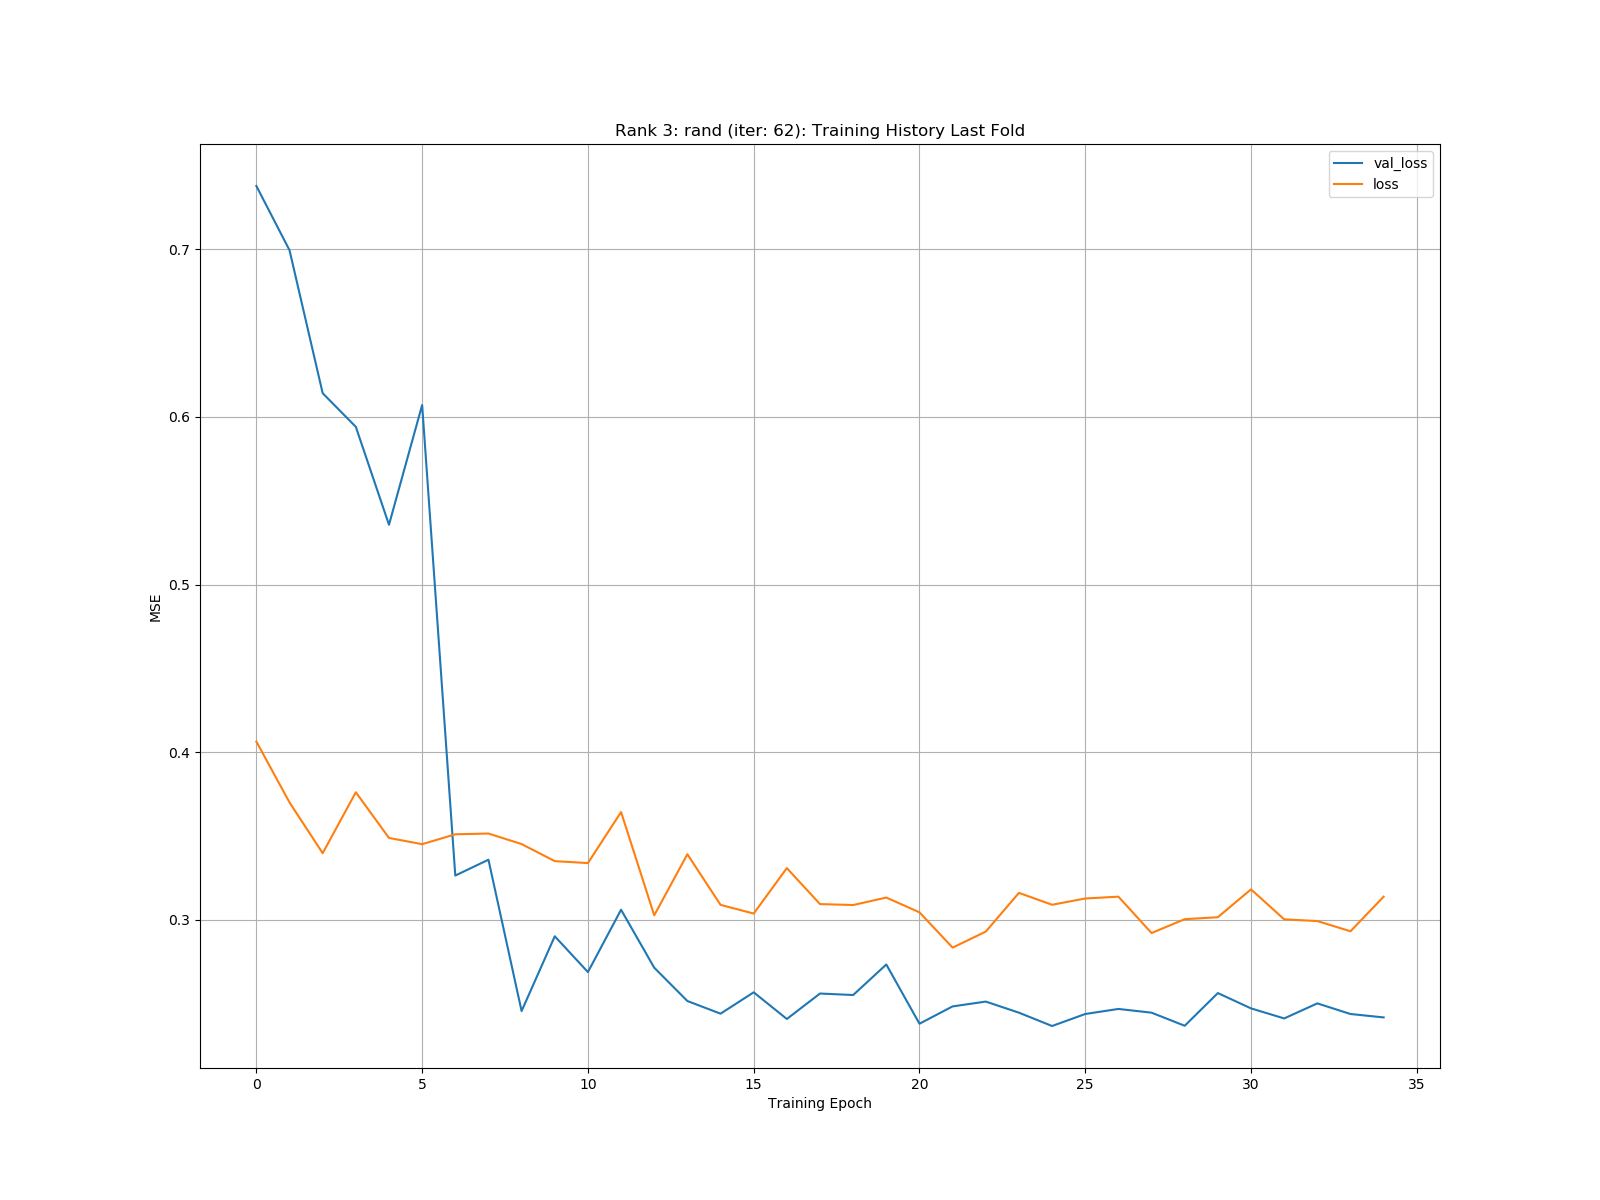 Rank 3: rand (iter: 62): Training History Last Fold
val_loss
loss
0.7
0.6
0.5
0.4
0.3
MSE
0 5 10 15 20 25 30 35
Training Epoch